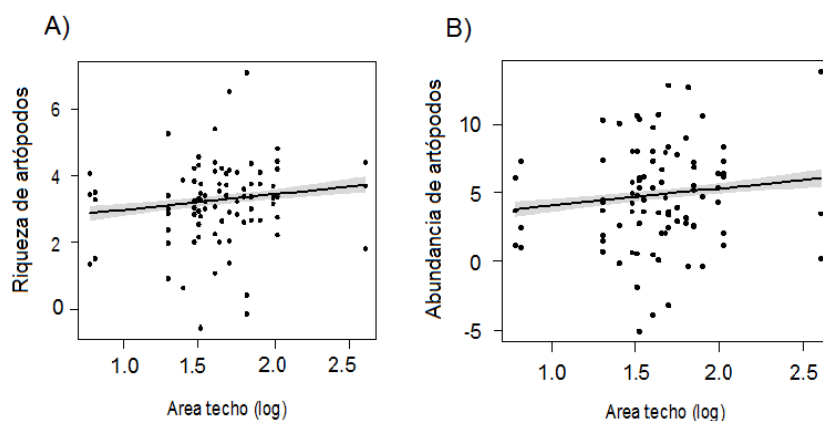 A)
Riqueza de artópodos
6
4
2
0
1.0 1.5 2.0 2.5
Area techo (log)
B)
Abundancia de artópodos
10
5
0
-5
1.0 1.5 2.0 2.5
Area techo (log)